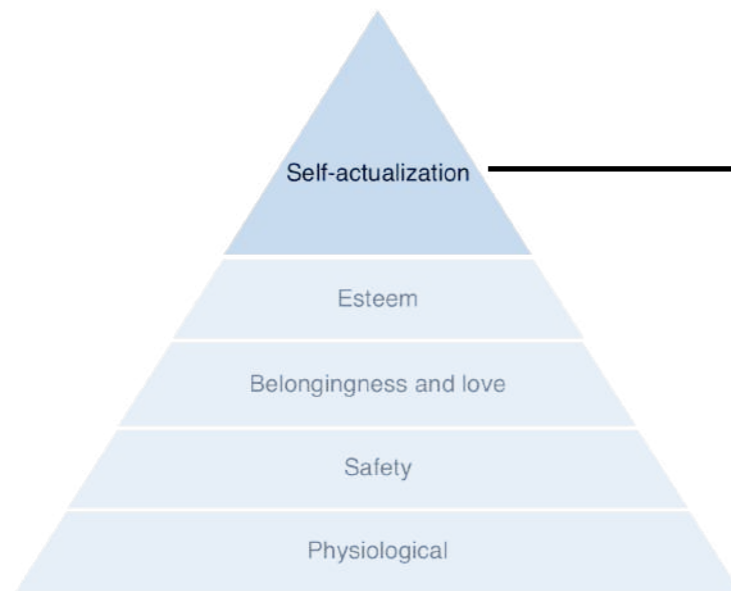 Self-actualization
Esteem
Belongingness and love
Safety
Physiological